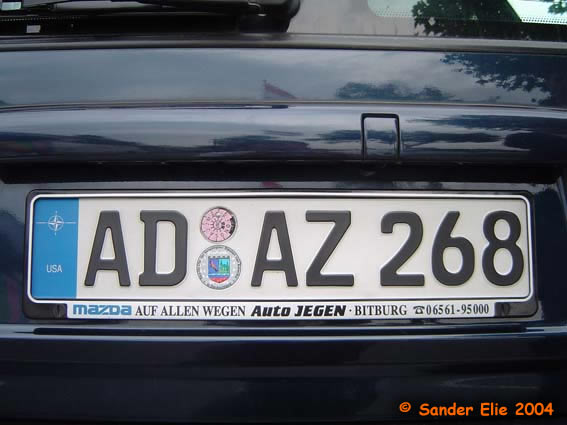 USA
AD AZ 268
mazda AUF ALLEN WEGEN Auto JEGEN · BITBURG ☎06561-95000
© Sander Elie 2004